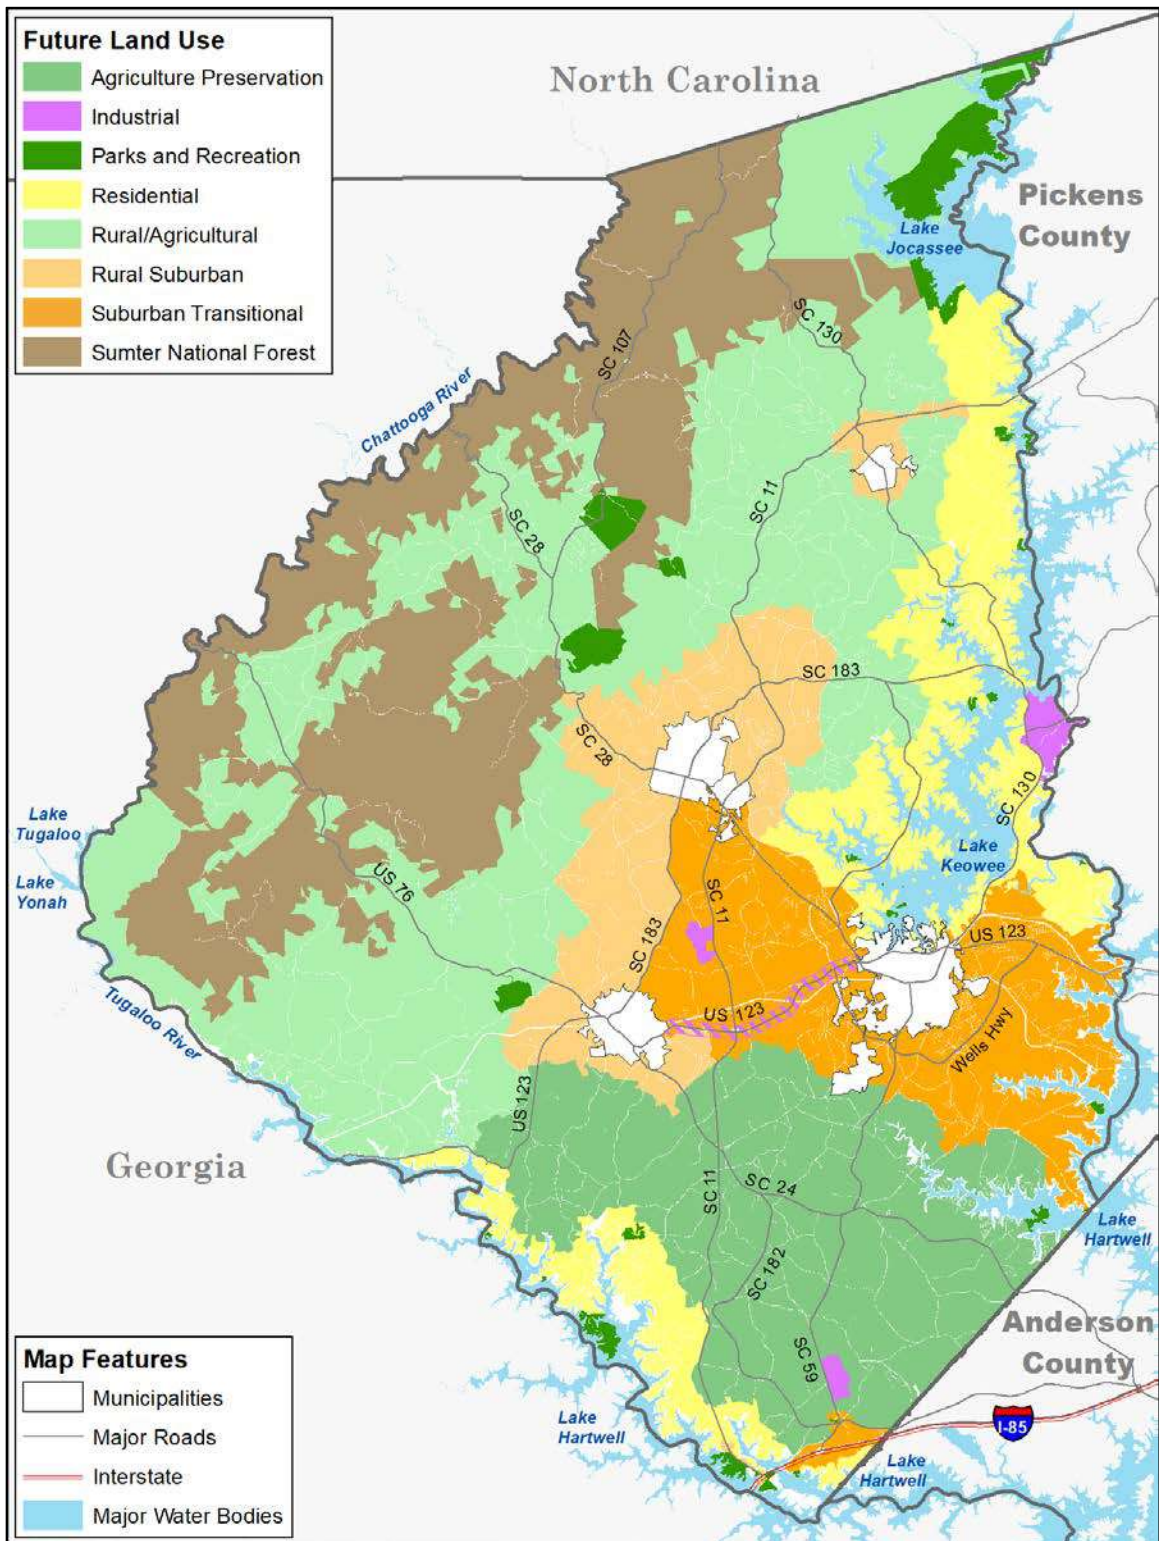 Future Land Use
Agriculture Preservation
Industrial
Parks and Recreation
Residential
Rural/Agricultural
Rural Suburban
Suburban Transitional
Sumter National Forest
North Carolina
Pickens
County
Lake
Jocassee
SC 130
SC 107
Chattooga River
SC 11
SC 28
SC 183
SC 28
SC 130
Lake
Tugaloo
Lake
Keowee
Lake
Yonah
US 76
SC 11
SC 183
US 123
US 123
Tugaloo River
Wells Hwy
US 123
Georgia
SC 11
SC 24
Lake
Hartwell
SC 182
Anderson
County
SC 59
Lake
Hartwell
I-85
Lake
Hartwell
Map Features
Municipalities
Major Roads
Interstate
Major Water Bodies